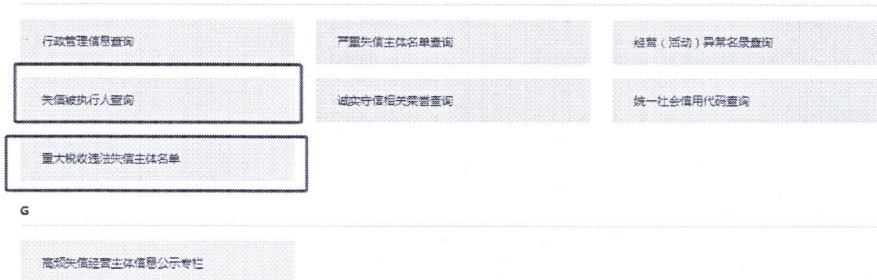 行政管理信息查询
严重失信主体名单查询
经营（活动）异常名录查询
失信被执行人查询
诚实守信相关荣誉查询
统一社会信用代码查询
重大税收违法失信主体名单
G
高频失信经营主体信息公示专栏